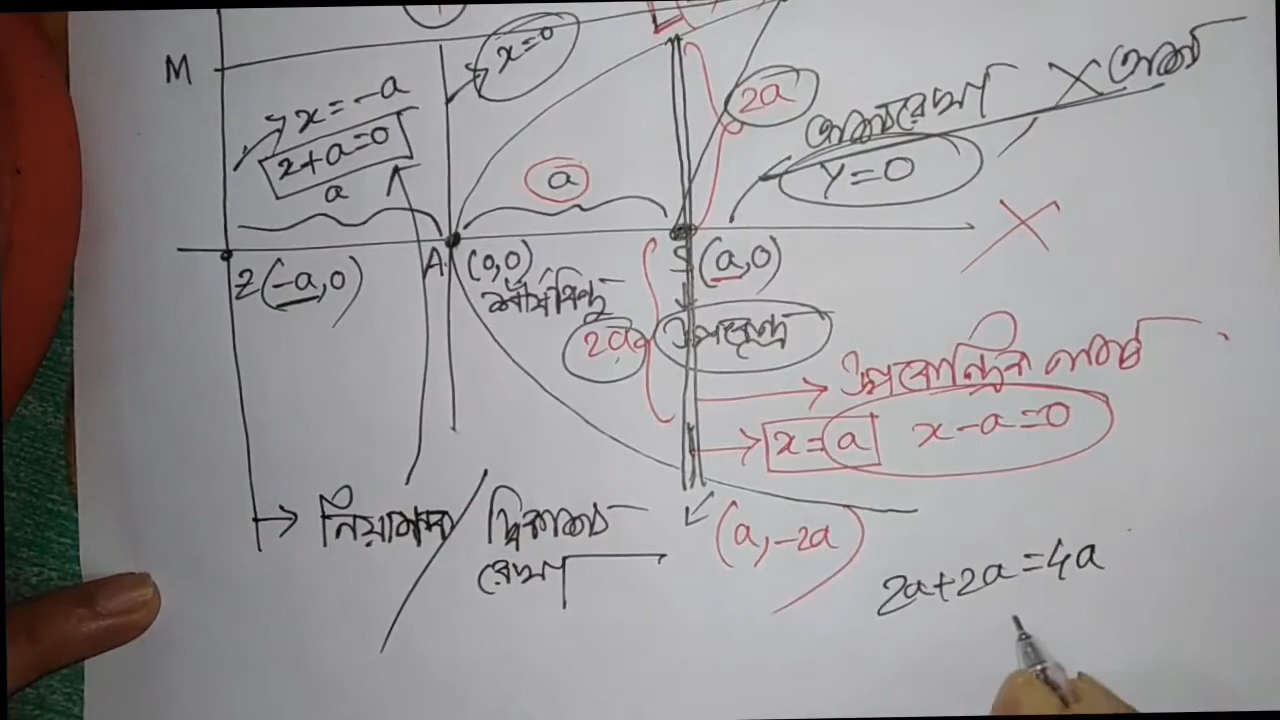 M
x=-a
x+a=0
a
x=0
a
2a
অক্ষরেখা X অক্ষ
Y=0
Z(-a,0)
A (0,0)
শীর্ষবিন্দু
S(a,0)
X
2a
উপকেন্দ্র
উপকেন্দ্রিক লম্ব
x=a x-a=0
নিয়ামক / দ্বিকাক্ষ
রেখা
(a,-2a)
2a+2a=4a